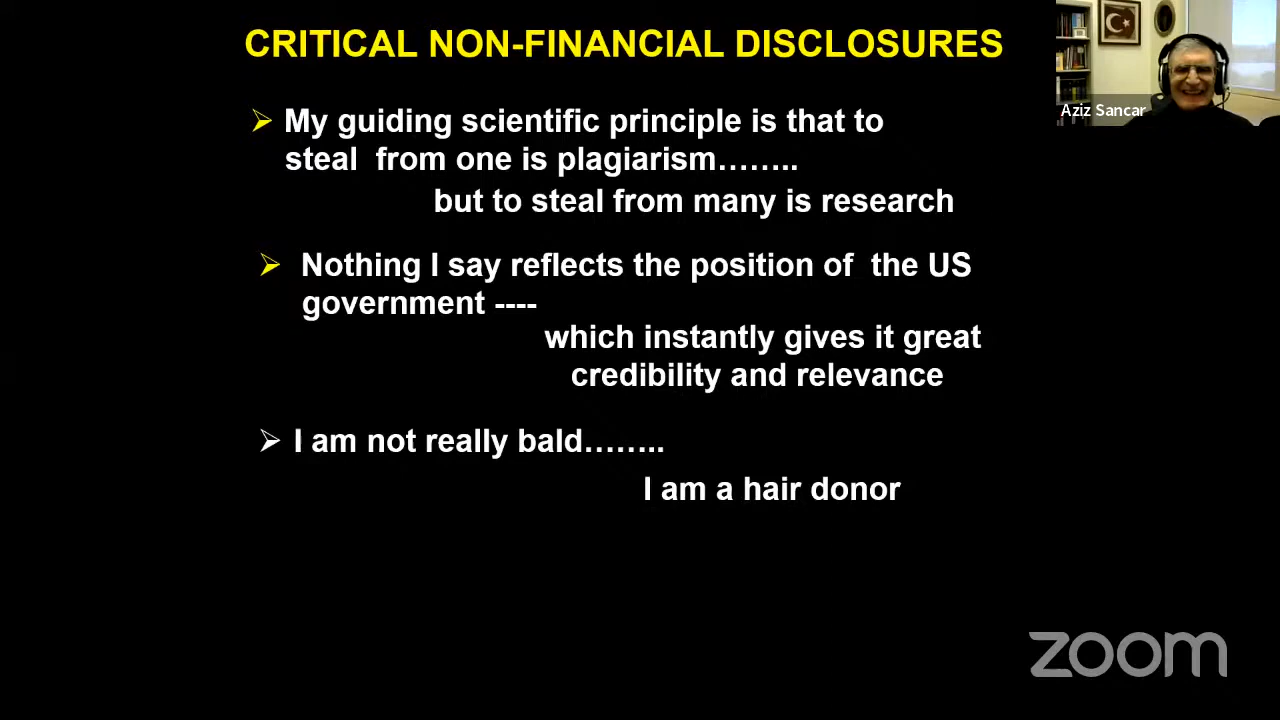 CRITICAL NON-FINANCIAL DISCLOSURES
Aziz Sancar
My guiding scientific principle is that to
steal from one is plagiarism……..
but to steal from many is research
Nothing I say reflects the position of the US
government ----
which instantly gives it great
credibility and relevance
I am not really bald……..
I am a hair donor
zoom